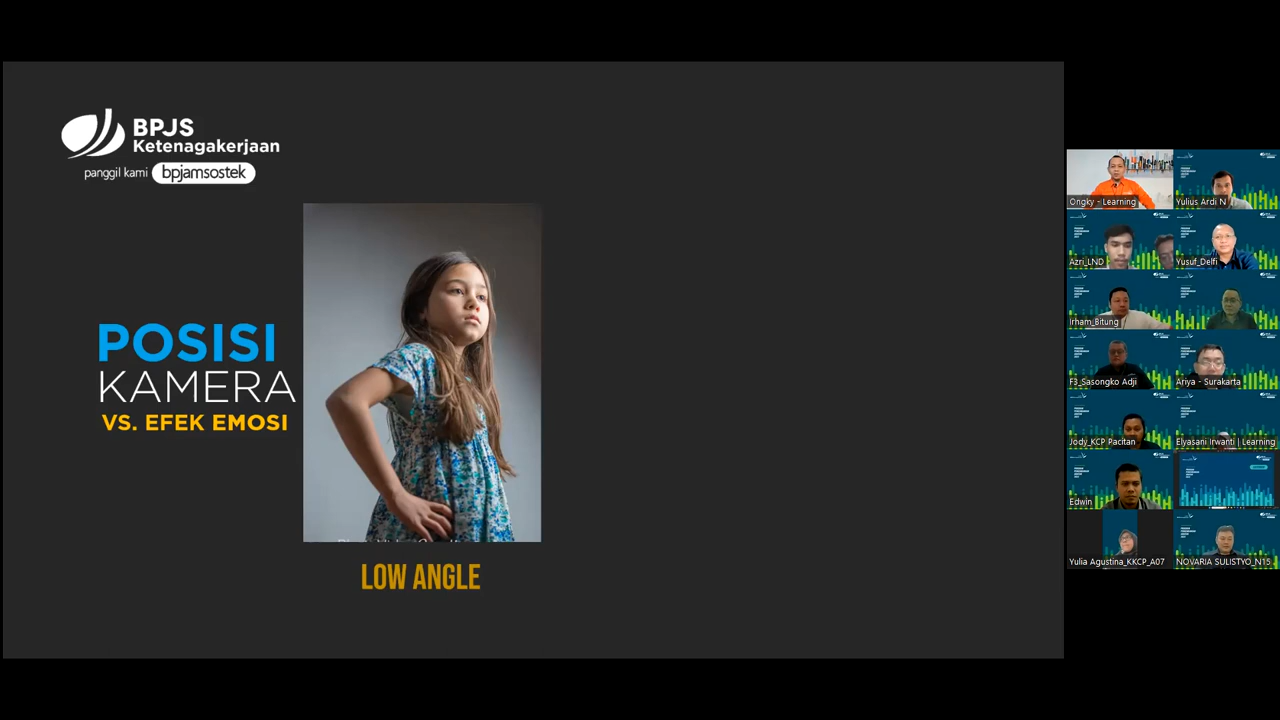 BPJS
Ketenagakerjaan
panggil kami bpjamsostek
POSISI
KAMERA
VS. EFEK EMOSI
LOW ANGLE
Ongky - Learning
Yulius Ardi N
Azri_LND
Yusuf_Delfi
Irham_Bitung
F3_Sasongko Adji
Ariya - Surakarta
Jody_KCP Pacitan
Elyasani Irwanti | Learning
Edwin
Yulia Agustina_KKCP_A07
NOVARIA SULISTYO_N15